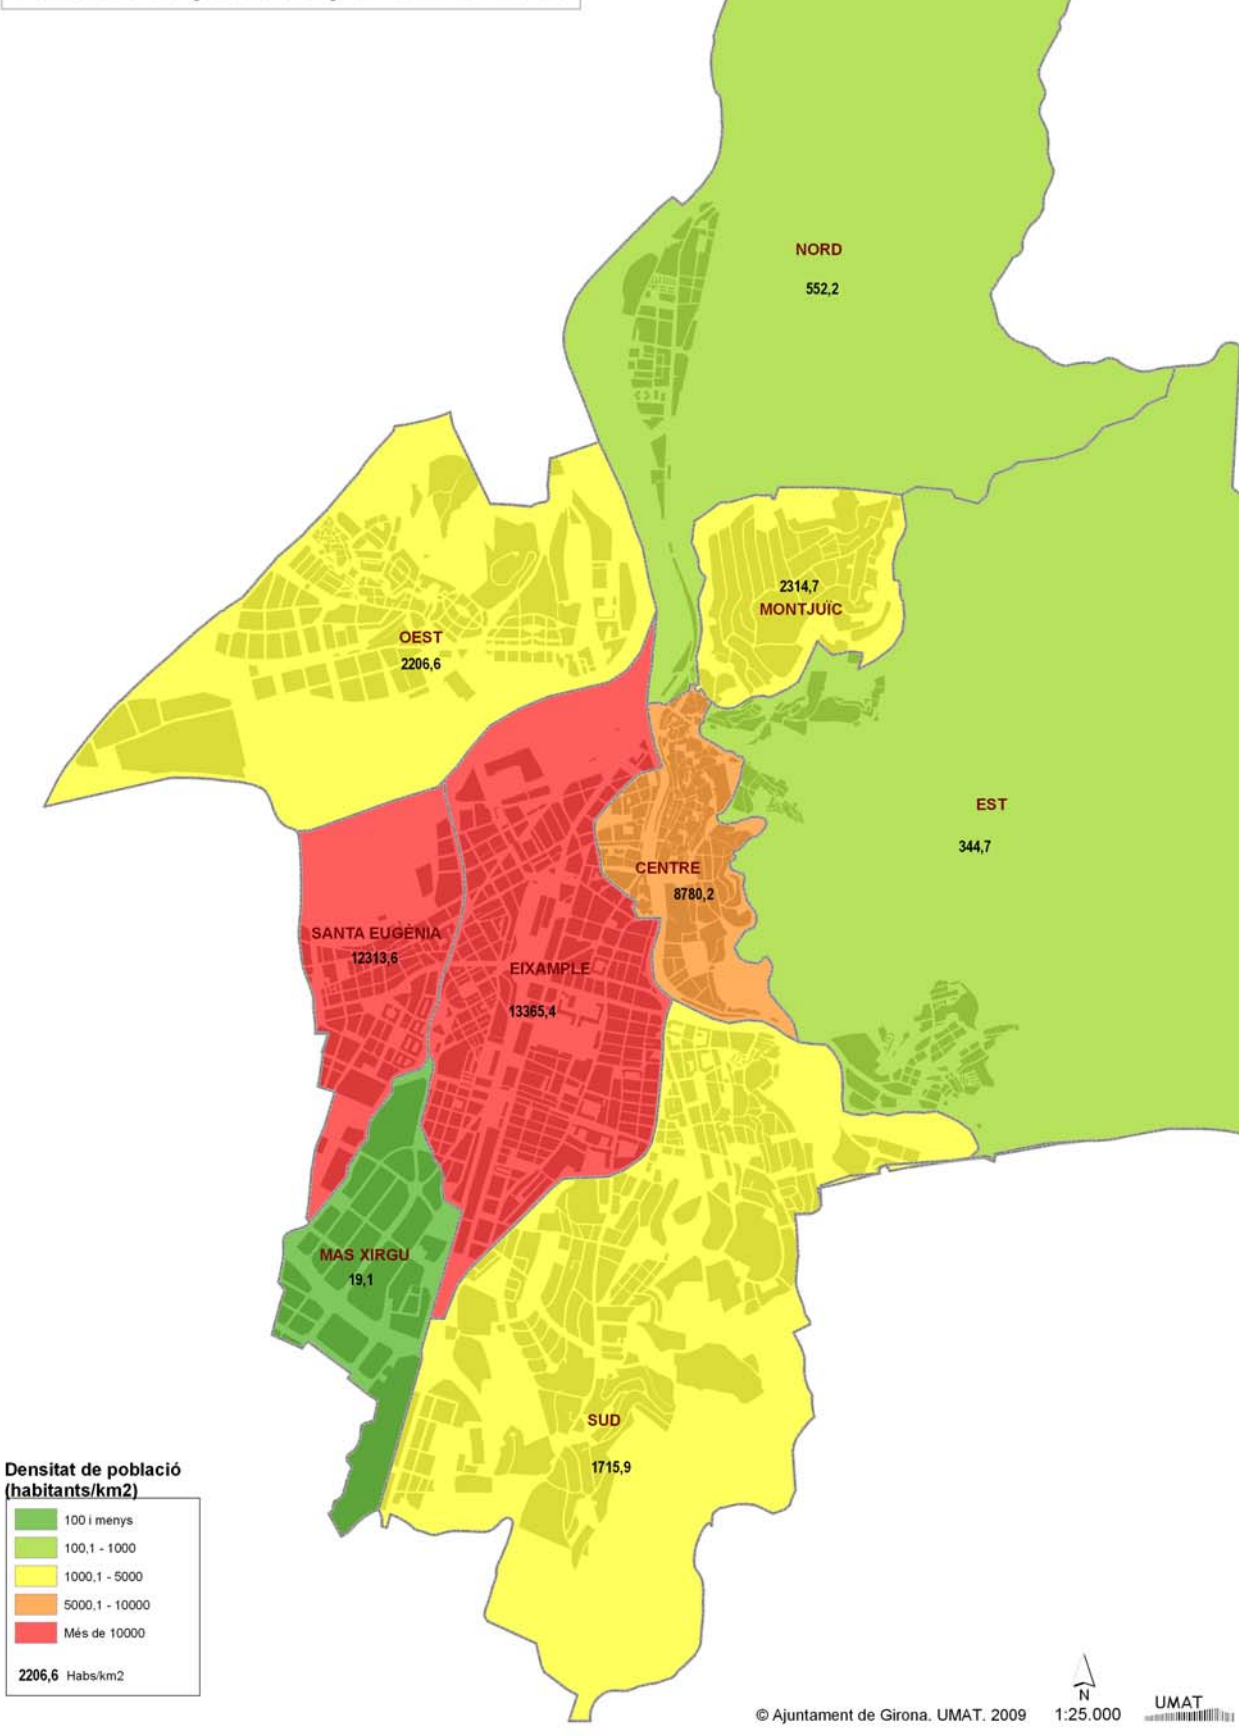 NORD
552,2
2314,7
MONTJUÏC
OEST
2206,6
EST
344,7
CENTRE
8780,2
SANTA EUGÈNIA
12313,6
EIXAMPLE
13365,4
MAS XIRGU
19,1
SUD
1715,9
Densitat de població
(habitants/km2)
100 i menys
100,1 - 1000
1000,1 - 5000
5000,1 - 10000
Més de 10000
2206,6 Habs/km2
N
© Ajuntament de Girona. UMAT. 2009 1:25.000 UMAT